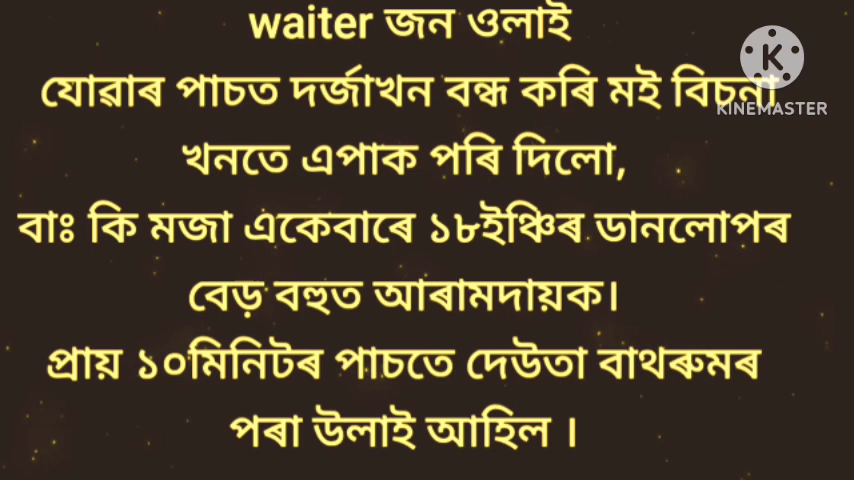 waiter জন ওলাই
যোৱাৰ পাচত দৰ্জাখন বন্ধ কৰি মই বিচনা
খনতে এপাক পৰি দিলো,
বাঃ কি মজা একেবাৰে ১৮ইঞ্চিৰ ডানলোপৰ
বেড় বহুত আৰামদায়ক।
প্ৰায় ১০মিনিটৰ পাচতে দেউতা বাথৰুমৰ
পৰা উলাই আহিল ।
K
KINEMASTER